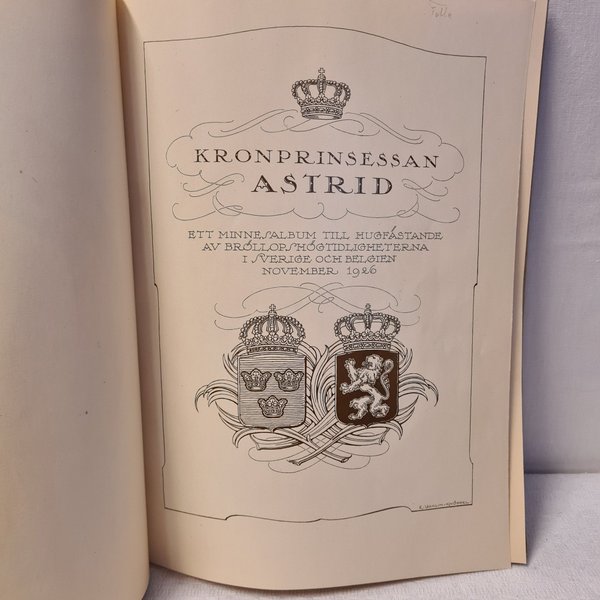 KRONPRINSESSAN
ASTRID
ETT MINNESALBUM TILL HUGFÄSTANDE
AV BRÖLLOPSHÖGTIDLIGHETERNA
I SVERIGE OCH BELGIEN
NOVEMBER 1926